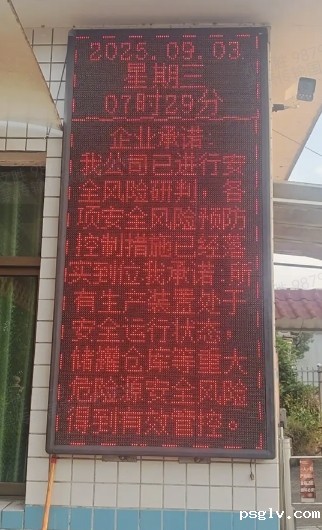 2025.09.03
星期三
07时29分
企业承诺：
我公司已进行安
全风险研判，各
项安全风险预防
控制措施已经落
实到位我承诺：所
有生产装置处于
安全运行状态，
储罐仓库等重大
危险源安全风险
得到有效管控。
psglv.com